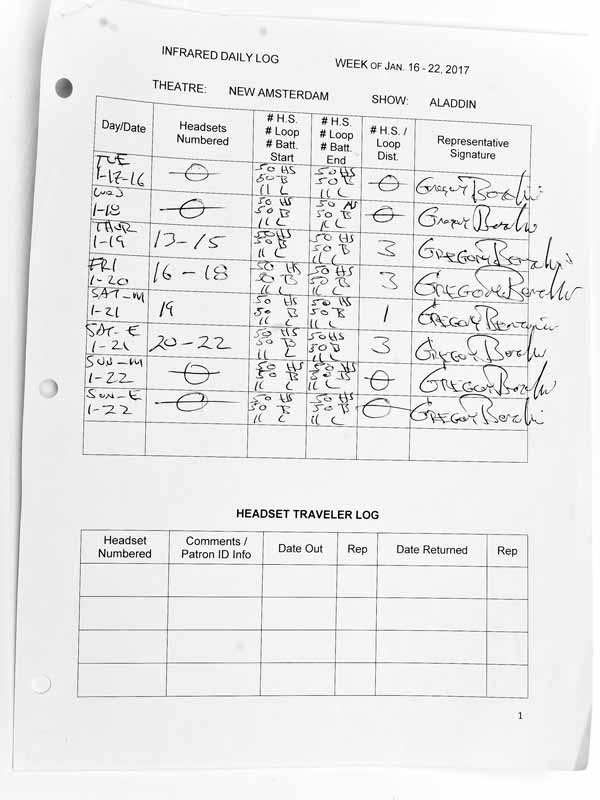 INFRARED DAILY LOG WEEK OF JAN. 16 - 22, 2017
THEATRE: NEW AMSTERDAM SHOW: ALADDIN
Day/Date Headsets Numbered # H.S. # Loop # Batt. Start # H.S. # Loop # Batt. End # H.S. / Loop Dist. Representative Signature
TUE 50 HS 50 HS
1-17-16 0 50 B 50 B 0 Gregory
11 L 11 L
WED 50 HS 50 HS
1-18 0 50 B 50 B 0 Gregory
11 L 11 L
THUR 50 HS 50 HS
1-19 13-15 50 B 50 B 3 GREGORY
11 L 11 L
FRI 50 HS 50 HS
1-20 16-18 50 B 50 B 3 GREGORY
11 L 11 L
SAT-M 50 HS 50 HS
1-21 19 50 B 50 B 1 GREGORY
11 L 11 L
SAT-E 50 HS 50 HS
1-21 20-22 50 B 50 B 3 GREGORY
11 L 11 L
SUN-M 50 HS 50 HS
1-22 0 50 B 50 B 0 GREGORY
11 L 11 L
SUN-E 50 HS 50 HS
1-22 0 50 B 50 B 0 GREGORY
11 L 11 L
HEADSET TRAVELER LOG
Headset Numbered Comments / Patron ID Info Date Out Rep Date Returned Rep
1